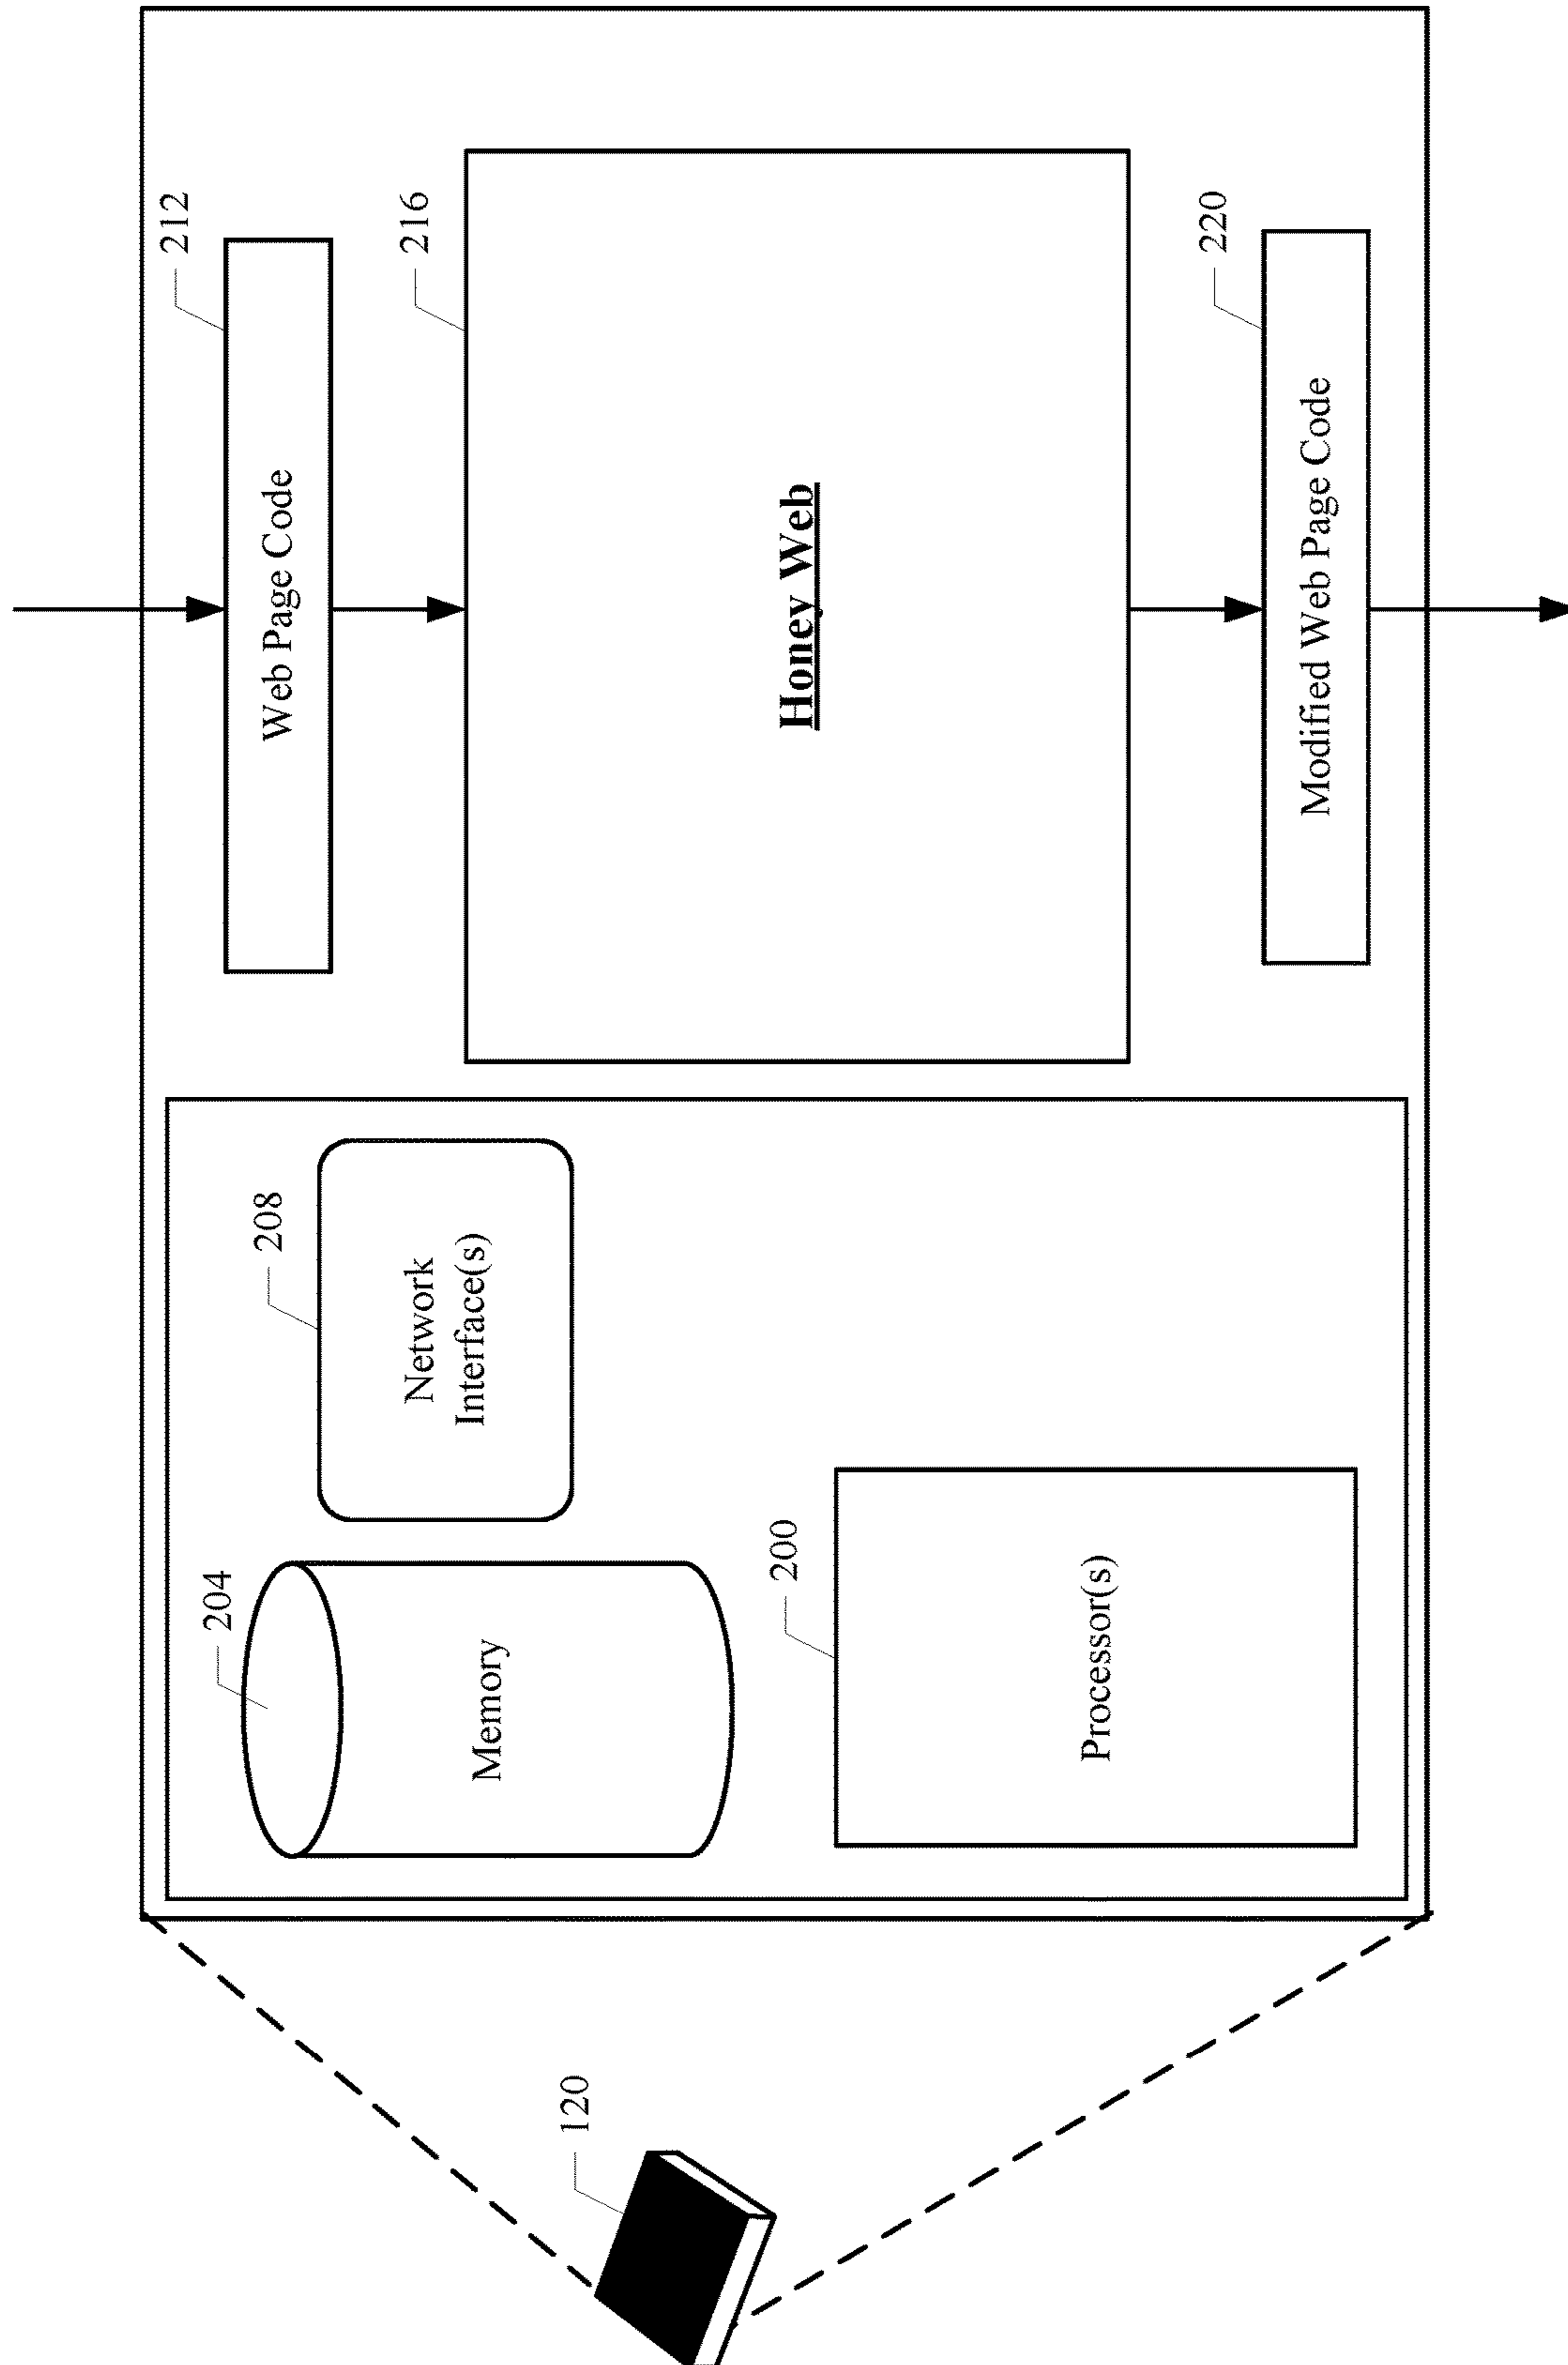 120
204
Memory
208
Network
Interface(s)
200
Processor(s)
212
Web Page Code
216
Honey Web
220
Modified Web Page Code